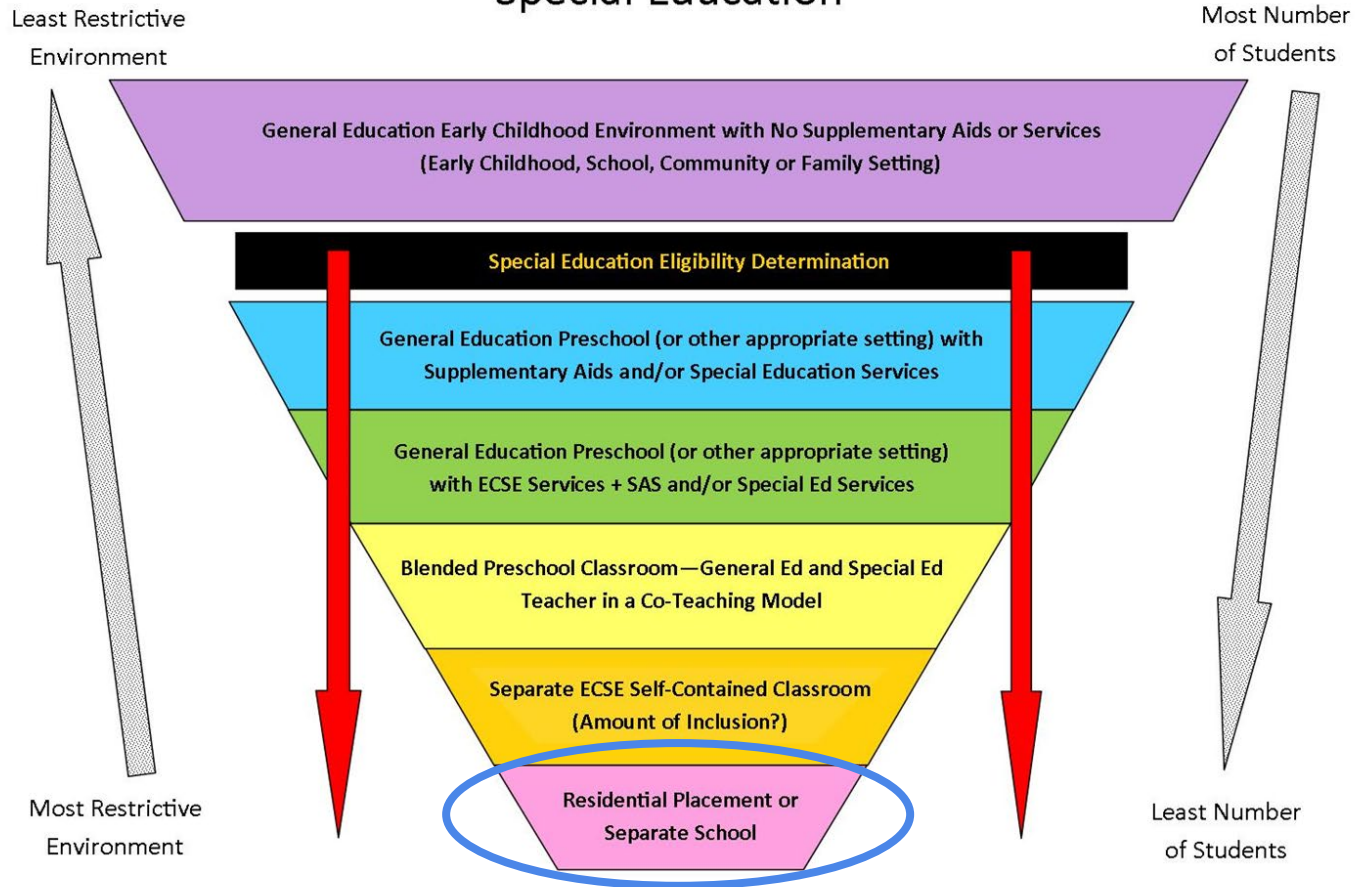 Special Education
Least Restrictive
Environment
Most Number
of Students
General Education Early Childhood Environment with No Supplementary Aids or Services
(Early Childhood, School, Community or Family Setting)
Special Education Eligibility Determination
General Education Preschool (or other appropriate setting) with
Supplementary Aids and/or Special Education Services
General Education Preschool (or other appropriate setting)
with ECSE Services + SAS and/or Special Ed Services
Blended Preschool Classroom—General Ed and Special Ed
Teacher in a Co-Teaching Model
Separate ECSE Self-Contained Classroom
(Amount of Inclusion?)
Residential Placement or
Separate School
Most Restrictive
Environment
Least Number
of Students